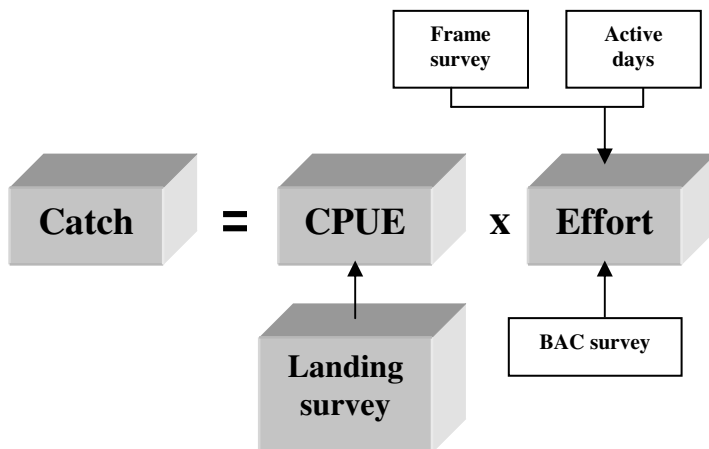 Frame
survey
Active
days
Catch = CPUE x Effort
Landing
survey
BAC survey